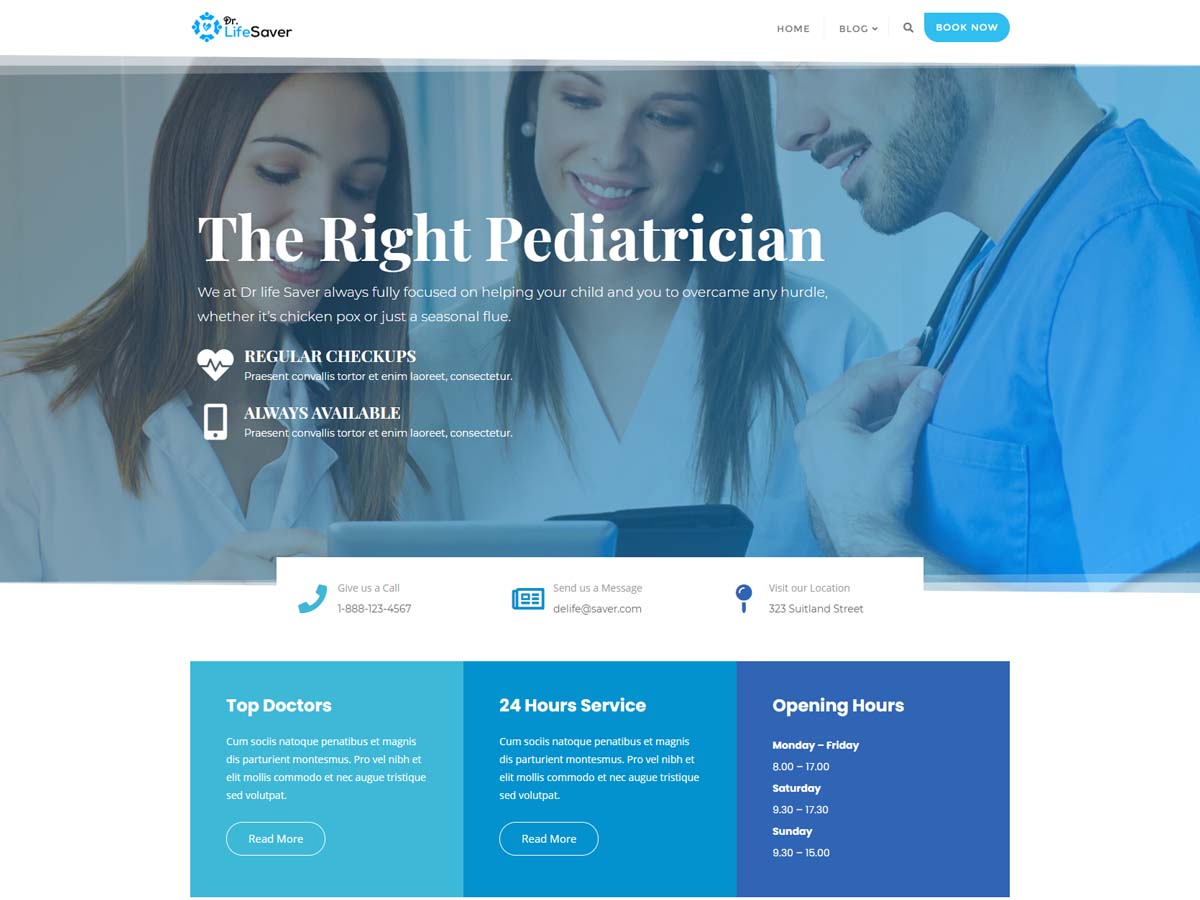 Dr.
LifeSaver
HOME
BLOG
BOOK NOW
The Right Pediatrician
We at Dr life Saver always fully focused on helping your child and you to overcame any hurdle,
whether it's chicken pox or just a seasonal flue.
REGULAR CHECKUPS
Praesent convallis tortor et enim laoreet, consectetur.
ALWAYS AVAILABLE
Praesent convallis tortor et enim laoreet, consectetur.
Give us a Call
1-888-123-4567
Send us a Message
delife@saver.com
Visit our Location
323 Suitland Street
Top Doctors
Cum sociis natoque penatibus et magnis
dis parturient montesmus. Pro vel nibh et
elit mollis commodo et nec augue tristique
sed volutpat.
Read More
24 Hours Service
Cum sociis natoque penatibus et magnis
dis parturient montesmus. Pro vel nibh et
elit mollis commodo et nec augue tristique
sed volutpat.
Read More
Opening Hours
Monday – Friday
8.00 – 17.00
Saturday
9.30 – 17.30
Sunday
9.30 – 15.00